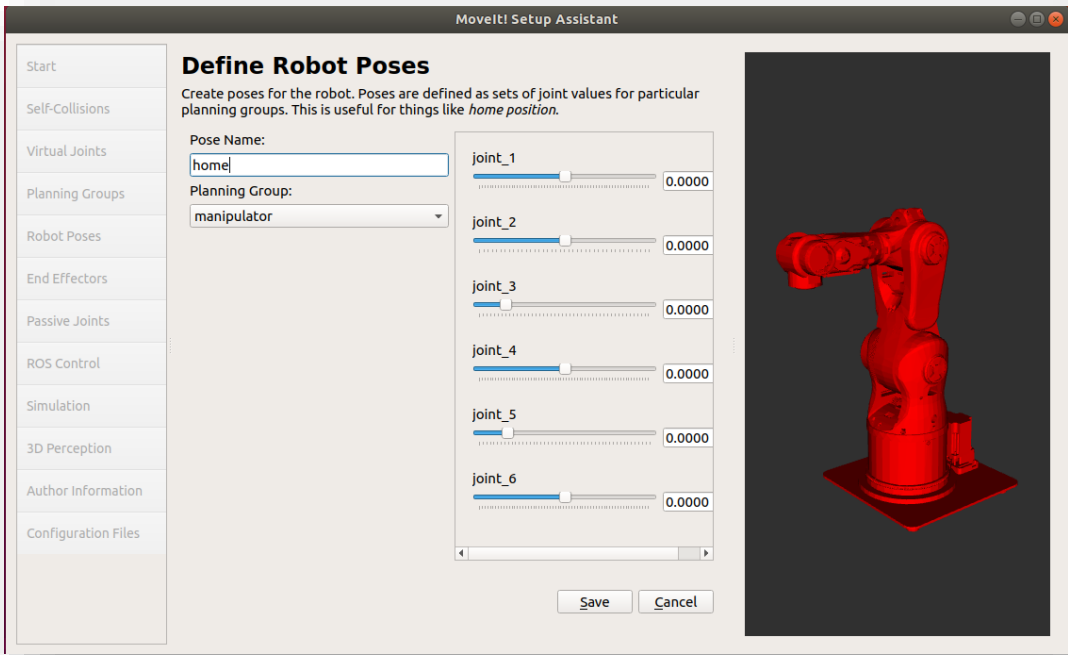 MoveIt! Setup Assistant
Start
Self-Collisions
Virtual Joints
Planning Groups
Robot Poses
End Effectors
Passive Joints
ROS Control
Simulation
3D Perception
Author Information
Configuration Files
Define Robot Poses
Create poses for the robot. Poses are defined as sets of joint values for particular
planning groups. This is useful for things like home position.
Pose Name:
home
Planning Group:
manipulator
joint_1
0.0000
joint_2
0.0000
joint_3
0.0000
joint_4
0.0000
joint_5
0.0000
joint_6
0.0000
Save
Cancel